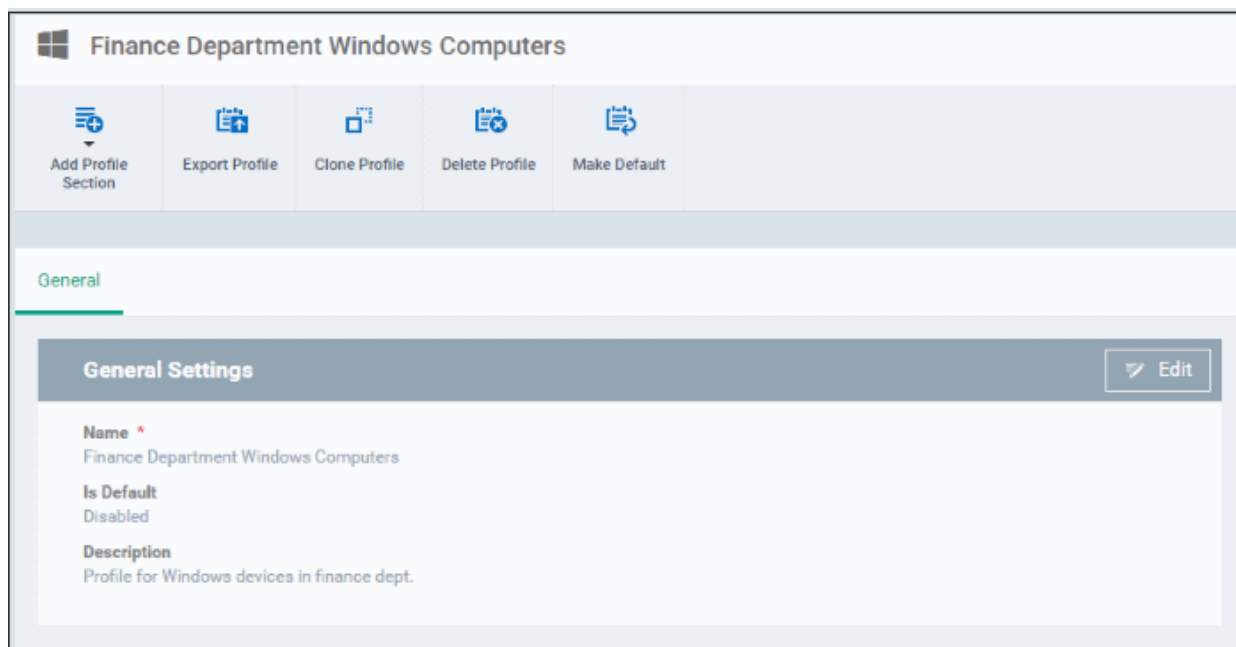 Finance Department Windows Computers
Add Profile
Section
Export Profile
Clone Profile
Delete Profile
Make Default
General
General Settings
Edit
Name *
Finance Department Windows Computers
Is Default
Disabled
Description
Profile for Windows devices in finance dept.